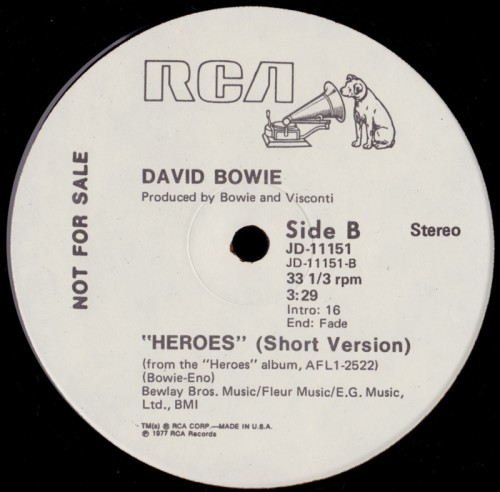 RCA
NOT FOR SALE
DAVID BOWIE
Produced by Bowie and Visconti
Side B
Stereo
JD-11151
JD-11151-B
33 1/3 rpm
3:29
Intro: 16
End: Fade
"HEROES" (Short Version)
(from the "Heroes" album, AFL1-2522)
(Bowie-Eno)
Bewlay Bros. Music/Fleur Music/E.G. Music,
Ltd., BMI
TM(s) ® RCA CORP.—MADE IN U.S.A.
℗ 1977 RCA Records